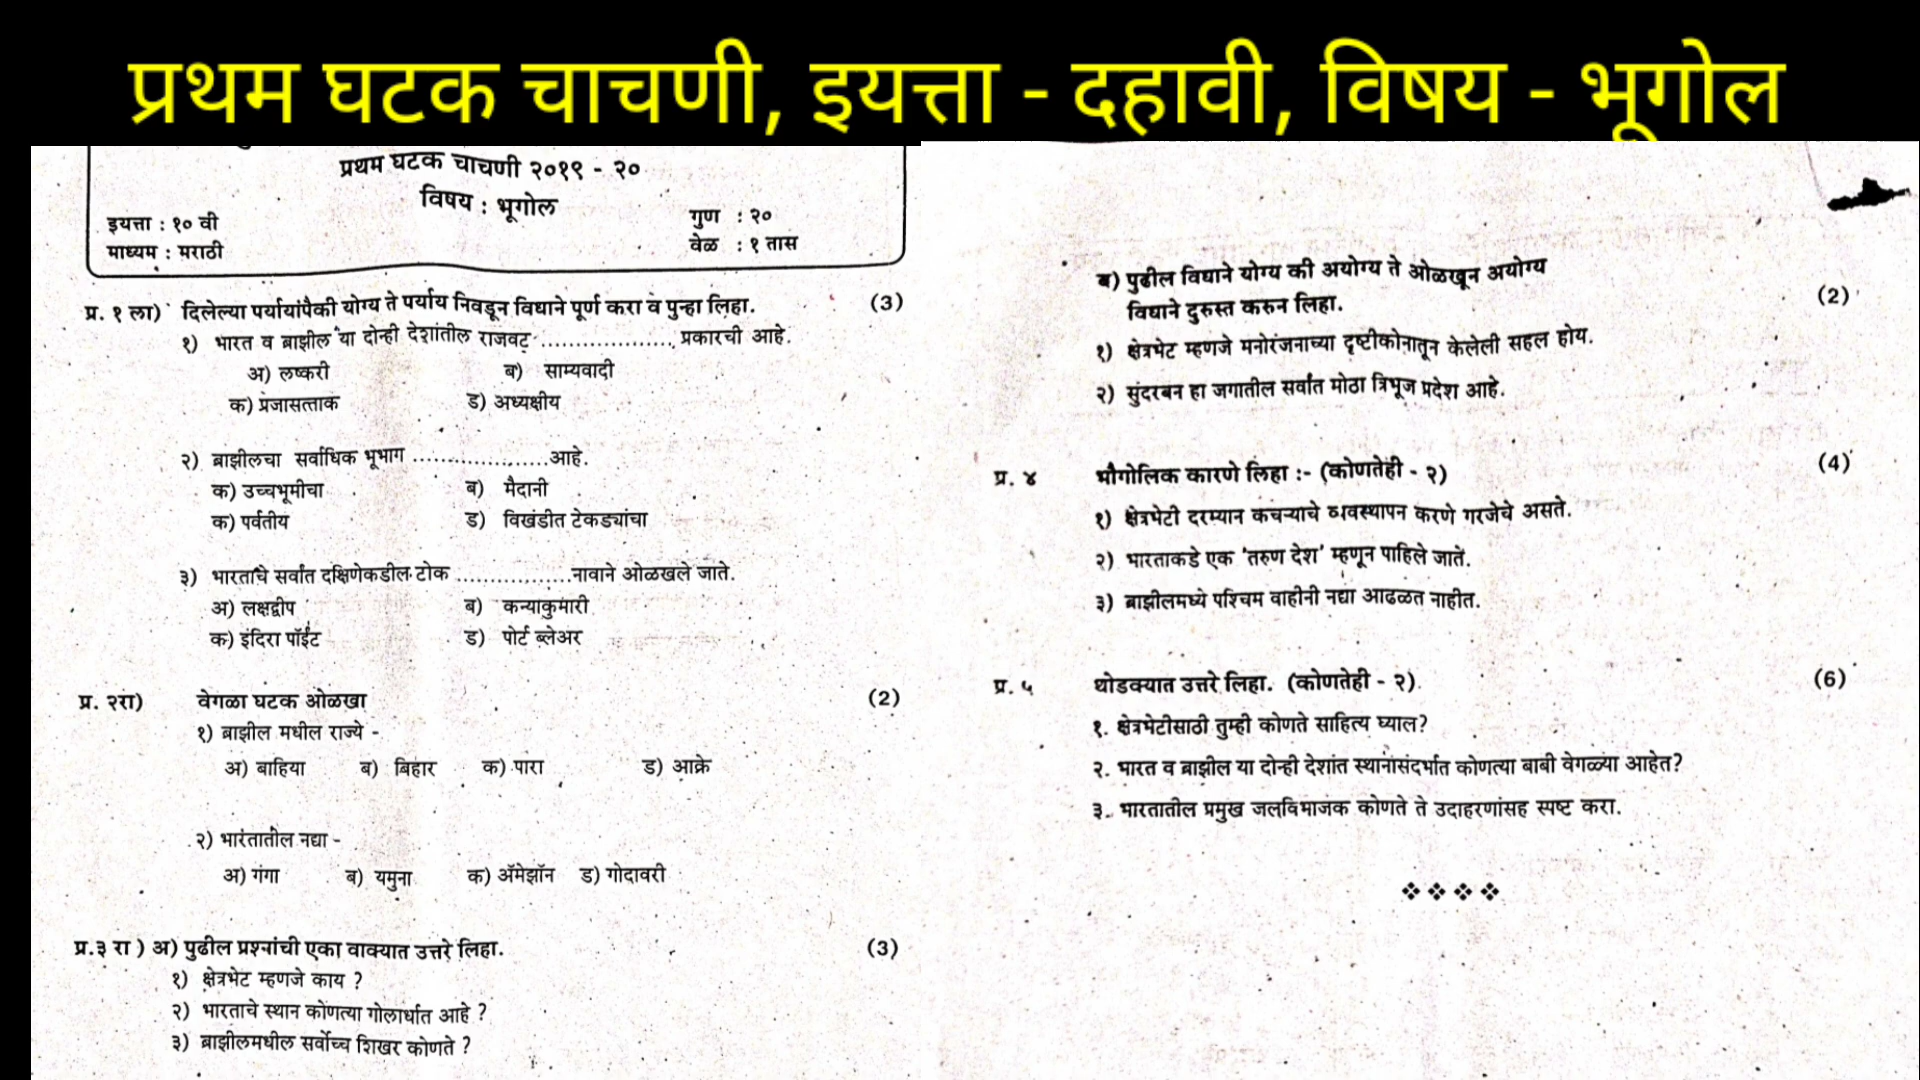 प्रथम घटक चाचणी, इयत्ता - दहावी, विषय - भूगोल
प्रथम घटक चाचणी २०१९ - २०
विषय : भूगोल
इयत्ता : १० वी
गुण : २०
माध्यम : मराठी
वेळ : १ तास
प्र. १ ला) दिलेल्या पर्यायांपैकी योग्य ते पर्याय निवडून विधाने पूर्ण करा व पुन्हा लिहा. (3)
१) भारत व ब्राझील या दोन्ही देशांतील राजवट .................... प्रकारची आहे.
अ) लष्करी ब) साम्यवादी
क) प्रजासत्ताक ड) अध्यक्षीय
२) ब्राझीलचा सर्वाधिक भूभाग ....................आहे.
क) उच्चभूमीचा ब) मैदानी
क) पर्वतीय ड) विखंडीत टेकड्यांचा
३) भारताचे सर्वांत दक्षिणेकडील टोक .................नावाने ओळखले जाते.
अ) लक्षद्वीप ब) कन्याकुमारी
क) इंदिरा पॉईंट ड) पोर्ट ब्लेअर
प्र. २रा) वेगळा घटक ओळखा (2)
१) ब्राझील मधील राज्ये -
अ) बाहिया ब) बिहार क) पारा ड) आक्रे
२) भारतातील नद्या -
अ) गंगा ब) यमुना क) ॲमेझॉन ड) गोदावरी
प्र.३ रा ) अ) पुढील प्रश्नांची एका वाक्यात उत्तरे लिहा. (3)
१) क्षेत्रभेट म्हणजे काय ?
२) भारताचे स्थान कोणत्या गोलार्धात आहे ?
३) ब्राझीलमधील सर्वोच्च शिखर कोणते ?
ब) पुढील विधाने योग्य की अयोग्य ते ओळखून अयोग्य
विधाने दुरुस्त करुन लिहा. (2)
१) क्षेत्रभेट म्हणजे मनोरंजनाच्या दृष्टीकोनातून केलेली सहल होय.
२) सुंदरबन हा जगातील सर्वांत मोठा त्रिभूज प्रदेश आहे.
प्र. ४ भौगोलिक कारणे लिहा :- (कोणतेही - २) (4)
१) क्षेत्रभेटी दरम्यान कचऱ्याचे व्यवस्थापन करणे गरजेचे असते.
२) भारताकडे एक 'तरुण देश' म्हणून पाहिले जाते.
३) ब्राझीलमध्ये पश्चिम वाहीनी नद्या आढळत नाहीत.
प्र. ५ थोडक्यात उत्तरे लिहा. (कोणतेही - २) (6)
१. क्षेत्रभेटीसाठी तुम्ही कोणते साहित्य घ्याल?
२. भारत व ब्राझील या दोन्ही देशांत स्थानासंदर्भात कोणत्या बाबी वेगळ्या आहेत?
३. भारतातील प्रमुख जलविभाजक कोणते ते उदाहरणांसह स्पष्ट करा.